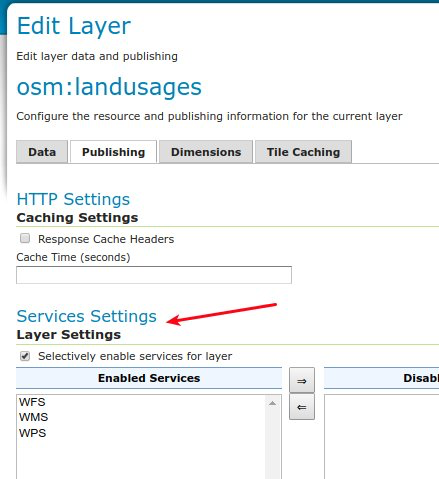 Edit Layer
Edit layer data and publishing
osm:landusages
Configure the resource and publishing information for the current layer
Data Publishing Dimensions Tile Caching
HTTP Settings
Caching Settings
Response Cache Headers
Cache Time (seconds)
Services Settings
Layer Settings
Selectively enable services for layer
Enabled Services ⇒ Disabl
WFS ⇐
WMS
WPS